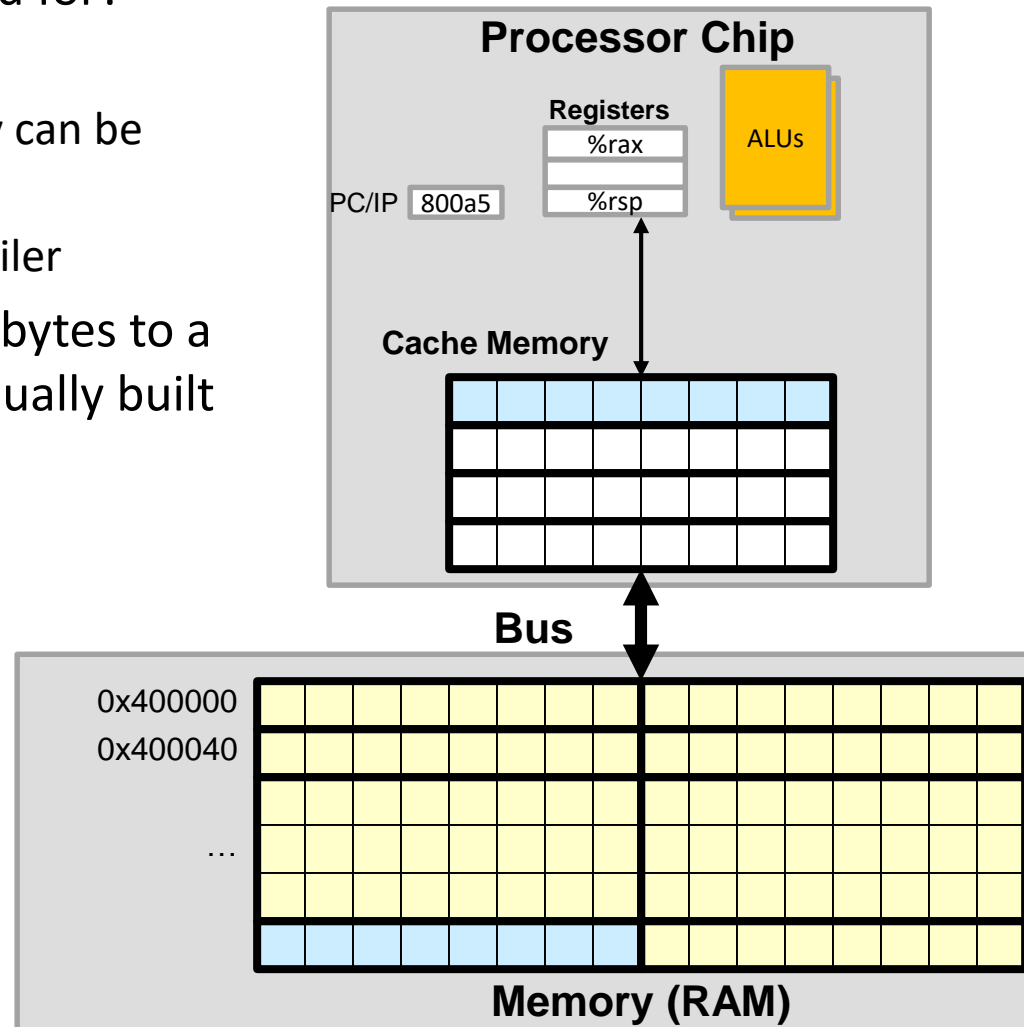 d for?
y can be
iler
bytes to a
ually built
Processor Chip
Registers
%rax
%rsp
ALUs
PC/IP 800a5
Cache Memory
Bus
0x400000
0x400040
…
Memory (RAM)